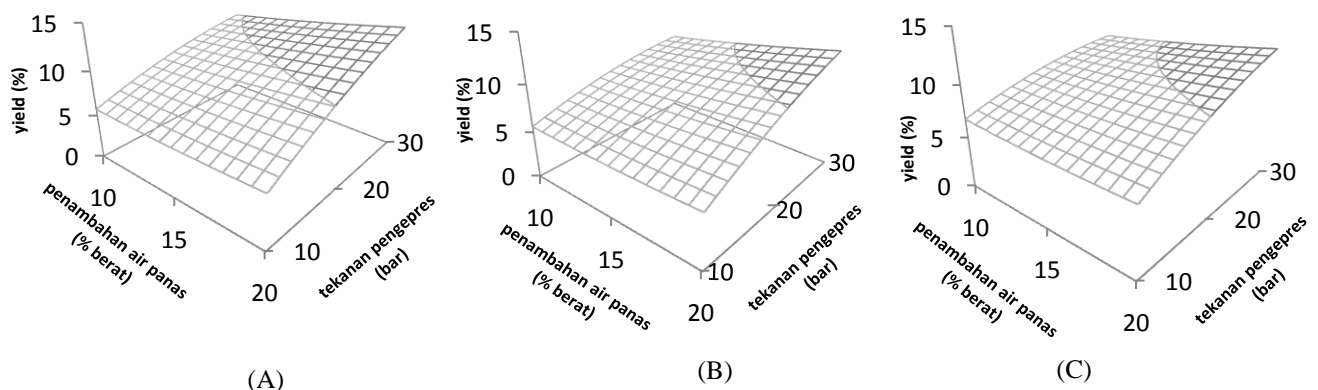 15
10
5
0
yield (%)
10
15
20
penambahan air panas
(% berat)
10
20
30
tekanan pengepres
(bar)
(A)
15
10
5
0
yield (%)
10
15
20
penambahan air panas
(% berat)
10
20
30
tekanan pengepres
(bar)
(B)
15
10
5
0
yield (%)
10
15
20
penambahan air panas
(% berat)
10
20
30
tekanan pengepres
(bar)
(C)